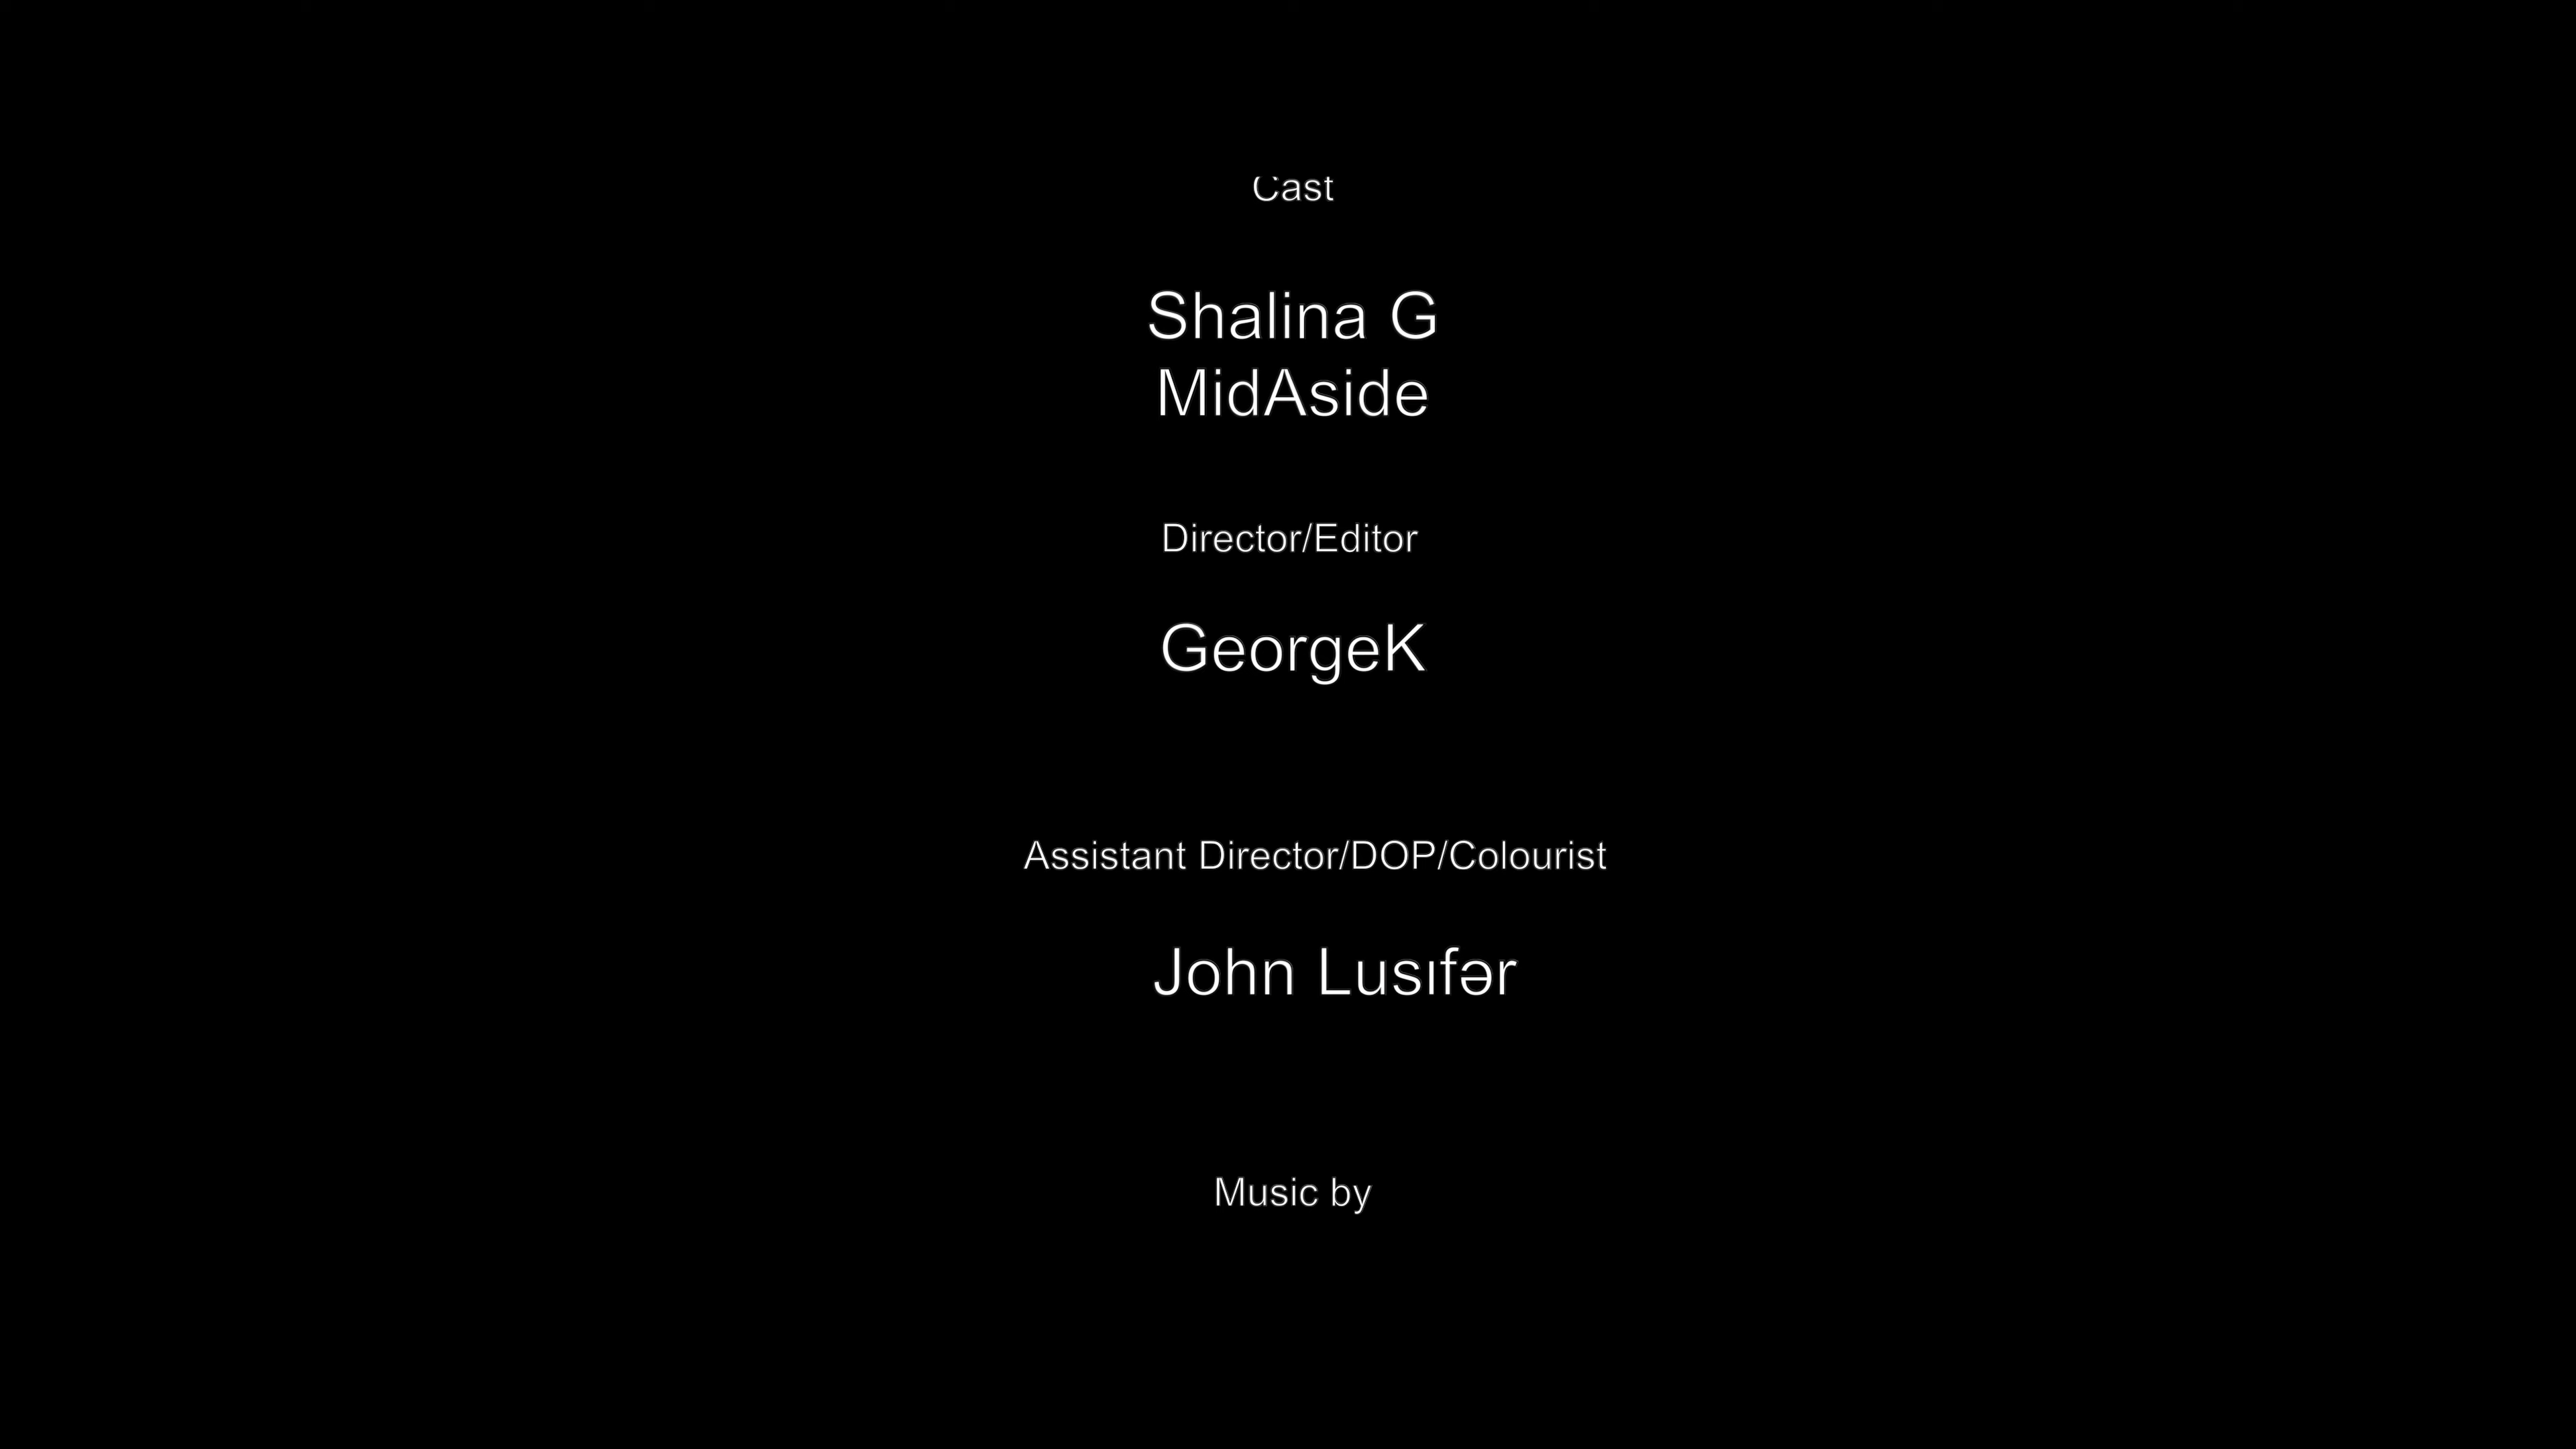 Cast
Shalina G
MidAside
Director/Editor
GeorgeK
Assistant Director/DOP/Colourist
John Lusıfər
Music by